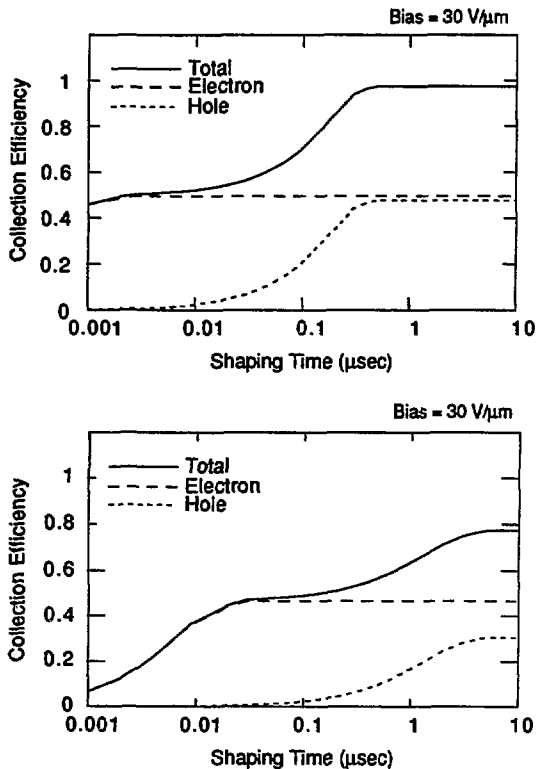 Bias = 30 V/μm
Total
Electron
Hole
Collection Efficiency
1
0.8
0.6
0.4
0.2
0
0.001
0.01
0.1
1
10
Shaping Time (μsec)
Bias = 30 V/μm
Total
Electron
Hole
Collection Efficiency
1
0.8
0.6
0.4
0.2
0
0.001
0.01
0.1
1
10
Shaping Time (μsec)